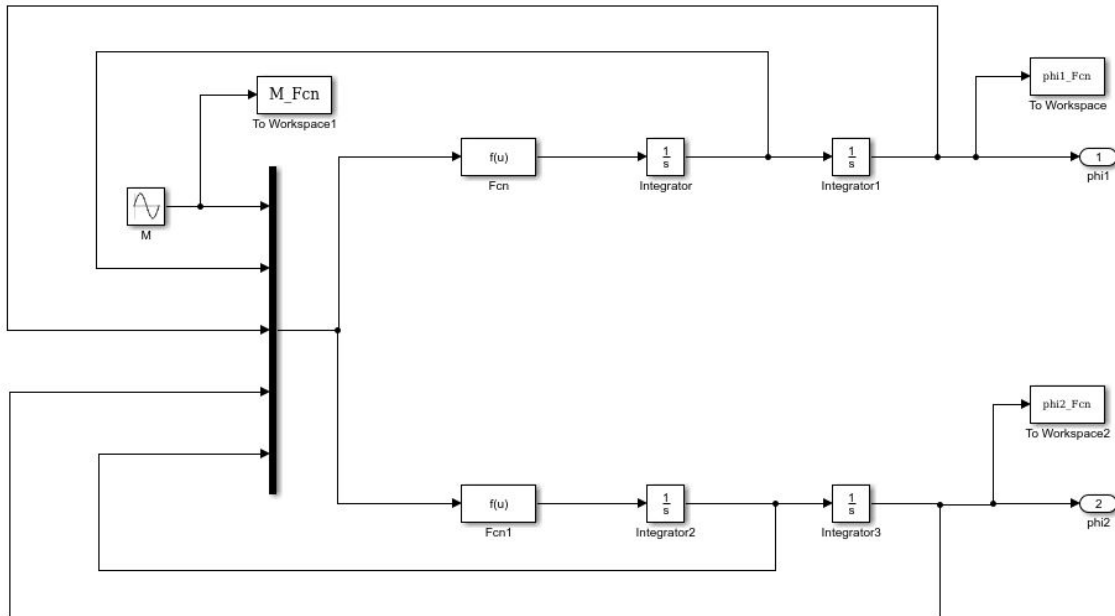 phi1_Fcn
To Workspace
M_Fcn
To Workspace1
f(u)
Fcn
1
s
Integrator
1
s
Integrator1
1
phi1
M
phi2_Fcn
To Workspace2
f(u)
Fcn1
1
s
Integrator2
1
s
Integrator3
2
phi2